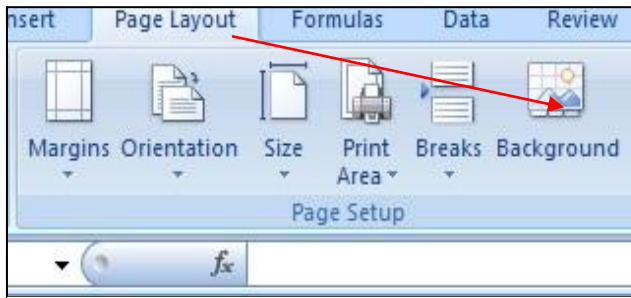 nsert Page Layout Formulas Data Review
Margins Orientation Size Print Area Breaks Background
Page Setup
fx